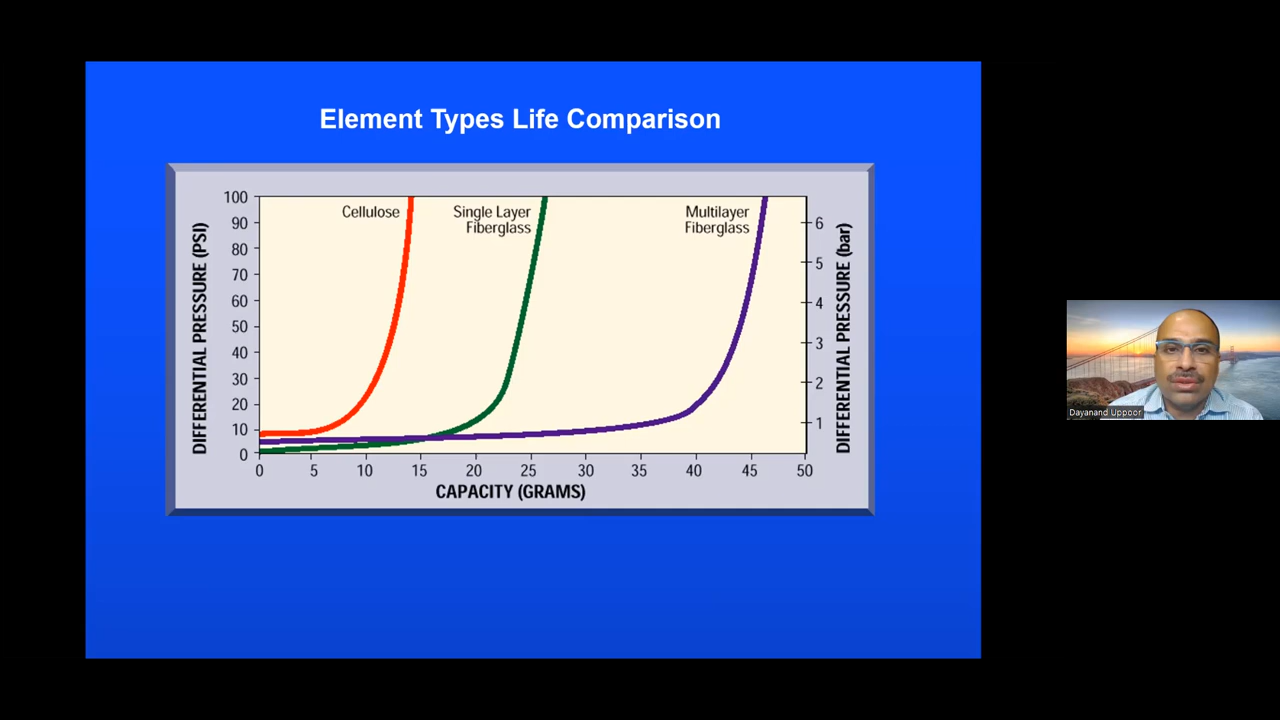 Element Types Life Comparison
DIFFERENTIAL PRESSURE (PSI)
100
90
80
70
60
50
40
30
20
10
0
Cellulose
Single Layer
Fiberglass
Multilayer
Fiberglass
6
5
4
3
2
1
DIFFERENTIAL PRESSURE (bar)
0 5 10 15 20 25 30 35 40 45 50
CAPACITY (GRAMS)
Dayanand Uppoor